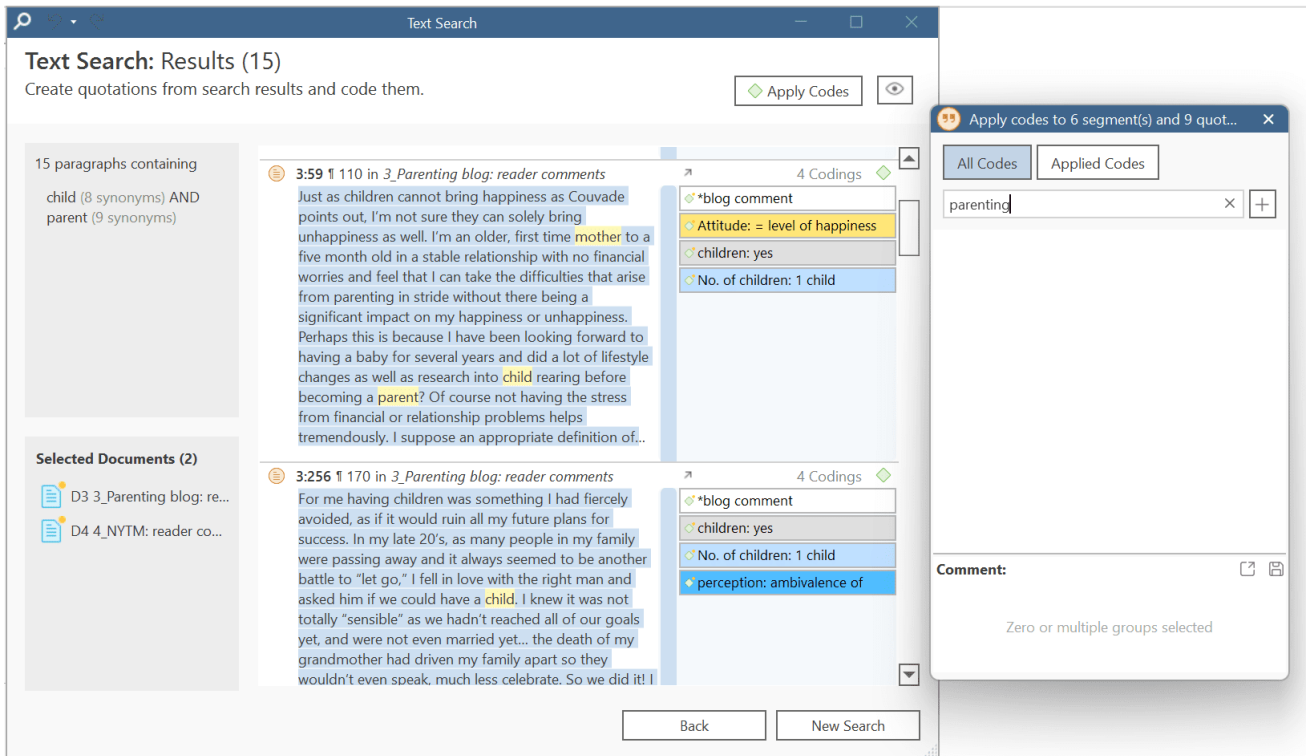 Text Search
Text Search: Results (15)
Create quotations from search results and code them.
Apply Codes
15 paragraphs containing
child (8 synonyms) AND
parent (9 synonyms)
Selected Documents (2)
D3 3_Parenting blog: re...
D4 4_NYTM: reader co...
3:59 ¶ 110 in 3_Parenting blog: reader comments
4 Codings
Just as children cannot bring happiness as Couvade
points out, I'm not sure they can solely bring
unhappiness as well. I'm an older, first time mother to a
five month old in a stable relationship with no financial
worries and feel that I can take the difficulties that arise
from parenting in stride without there being a
significant impact on my happiness or unhappiness.
Perhaps this is because I have been looking forward to
having a baby for several years and did a lot of lifestyle
changes as well as research into child rearing before
becoming a parent? Of course not having the stress
from financial or relationship problems helps
tremendously. I suppose an appropriate definition of...
*blog comment
Attitude: = level of happiness
children: yes
No. of children: 1 child
3:256 ¶ 170 in 3_Parenting blog: reader comments
4 Codings
For me having children was something I had fiercely
avoided, as if it would ruin all my future plans for
success. In my late 20's, as many people in my family
were passing away and it always seemed to be another
battle to "let go," I fell in love with the right man and
asked him if we could have a child. I knew it was not
totally "sensible" as we hadn't reached all of our goals
yet, and were not even married yet... the death of my
grandmother had driven my family apart so they
wouldn't even speak, much less celebrate. So we did it! I
*blog comment
children: yes
No. of children: 1 child
perception: ambivalence of
Back
New Search
Apply codes to 6 segment(s) and 9 quot...
All Codes
Applied Codes
parenting
Comment:
Zero or multiple groups selected